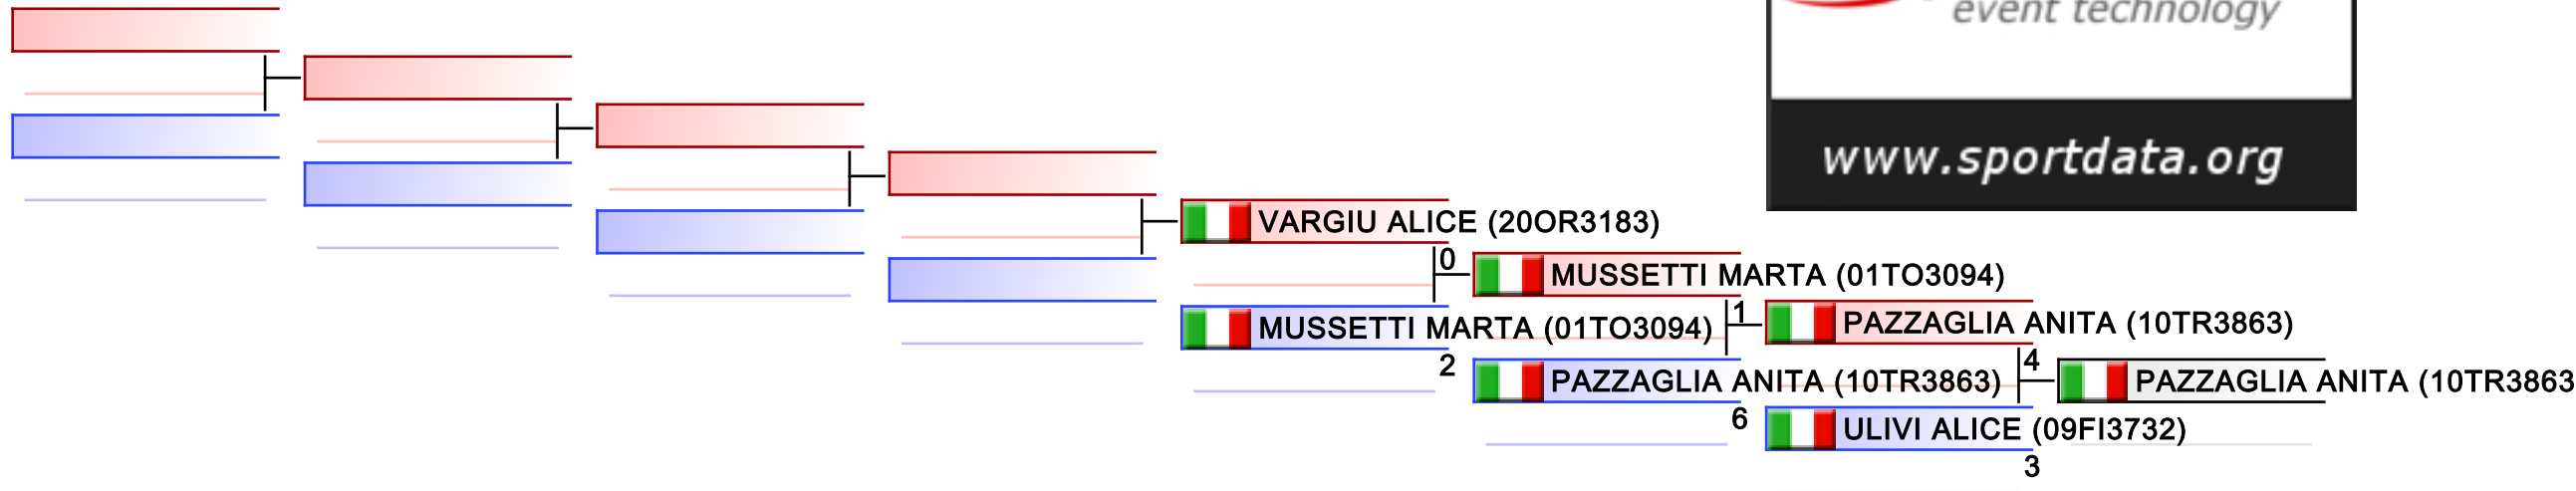 event technology
www.sportdata.org
VARGIU ALICE (20OR3183)
0
MUSSETTI MARTA (01TO3094)
MUSSETTI MARTA (01TO3094)
2
1
PAZZAGLIA ANITA (10TR3863)
PAZZAGLIA ANITA (10TR3863)
6
4
PAZZAGLIA ANITA (10TR3863
ULIVI ALICE (09FI3732)
3